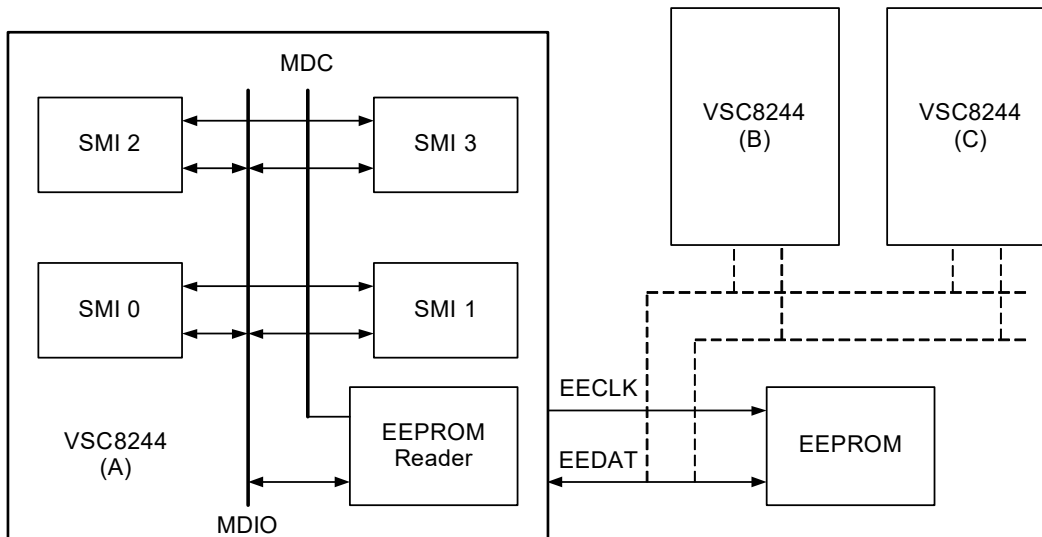 MDC
SMI 2
SMI 3
VSC8244
(B)
VSC8244
(C)
SMI 0
SMI 1
VSC8244
(A)
EEPROM
Reader
MDIO
EECLK
EEDAT
EEPROM